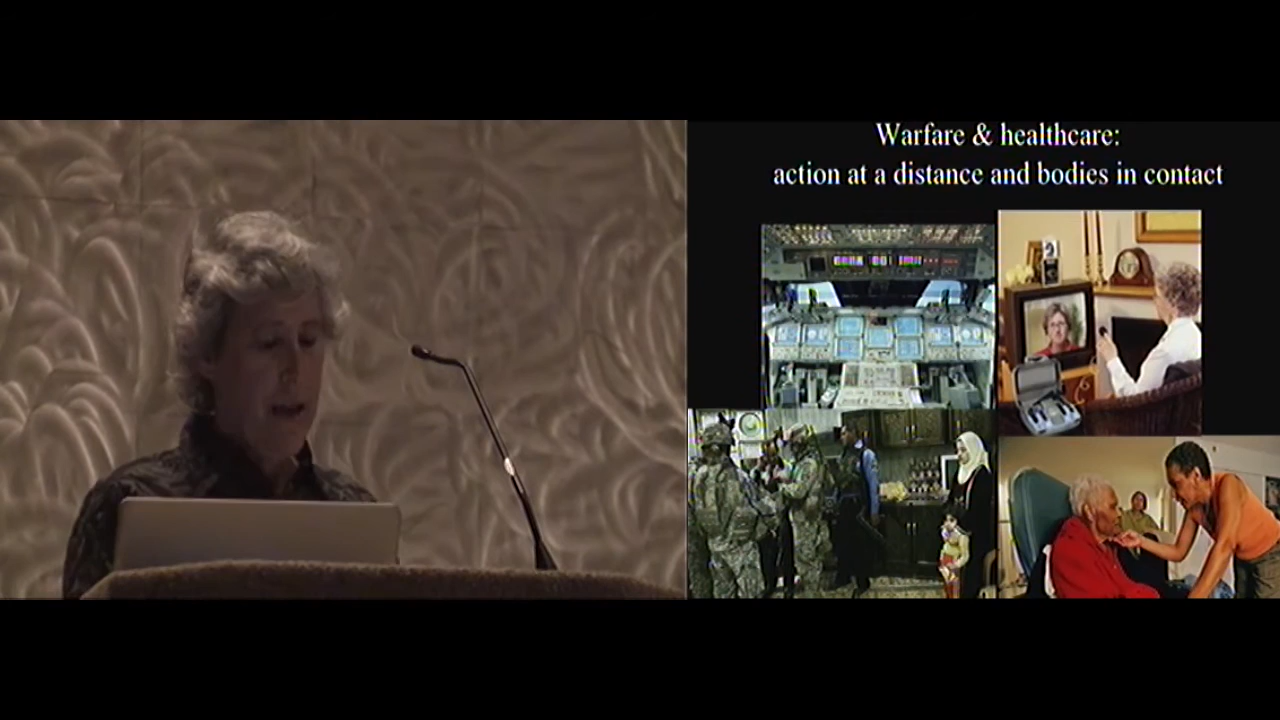 Warfare & healthcare:
action at a distance and bodies in contact